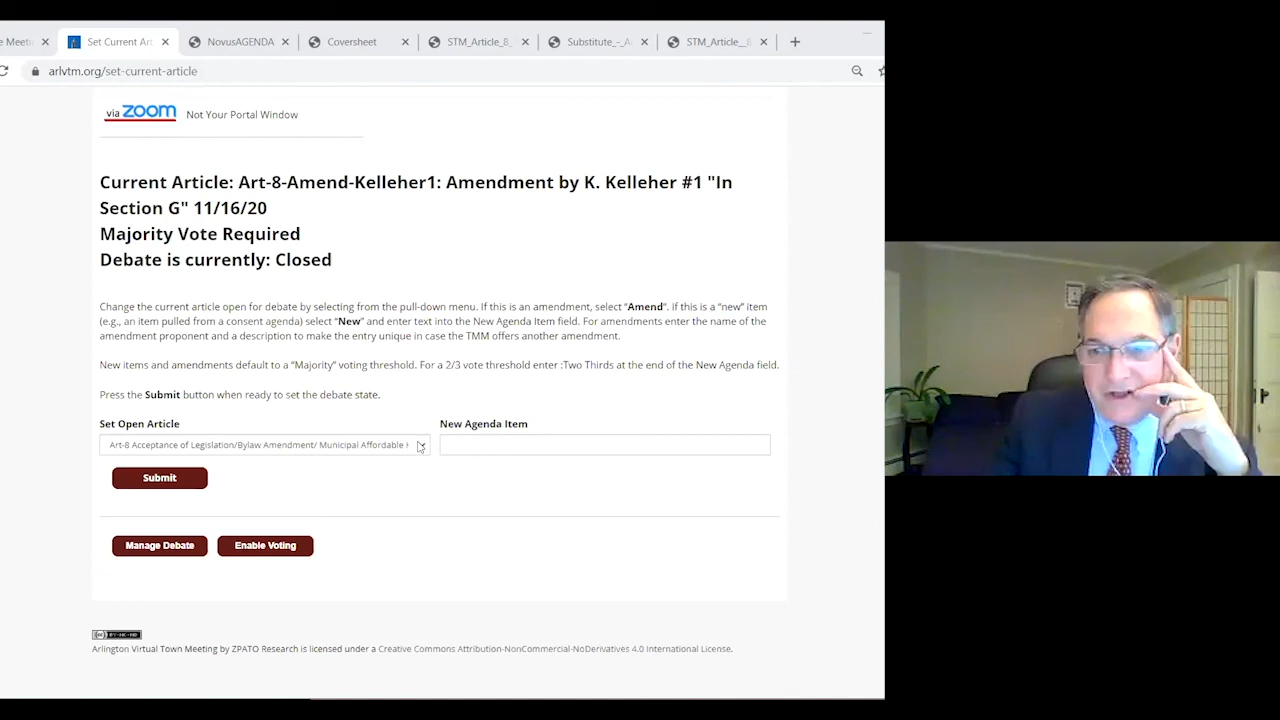 e Meeti
Set Current Art
NovusAGENDA
Coversheet
STM_Article_8_
Substitute_-_A
STM_Article__8
arlvtm.org/set-current-article
via zoom Not Your Portal Window
Current Article: Art-8-Amend-Kelleher1: Amendment by K. Kelleher #1 "In
Section G" 11/16/20
Majority Vote Required
Debate is currently: Closed
Change the current article open for debate by selecting from the pull-down menu. If this is an amendment, select "Amend". if this is a "new" item
(e.g., an item pulled from a consent agenda) select "New" and enter text into the New Agenda Item field. For amendments enter the name of the
amendment proponent and a description to make the entry unique in case the TMM offers another amendment.
New items and amendments default to a "Majority" voting threshold. For a 2/3 vote threshold enter :Two Thirds at the end of the New Agenda field.
Press the Submit button when ready to set the debate state.
Set Open Article New Agenda Item
Art-8 Acceptance of Legislation/Bylaw Amendment/ Municipal Affordable H
Submit
Manage Debate Enable Voting
BY-NC-ND
Arlington Virtual Town Meeting by ZPATO Research is licensed under a Creative Commons Attribution-NonCommercial-NoDerivatives 4.0 International License.